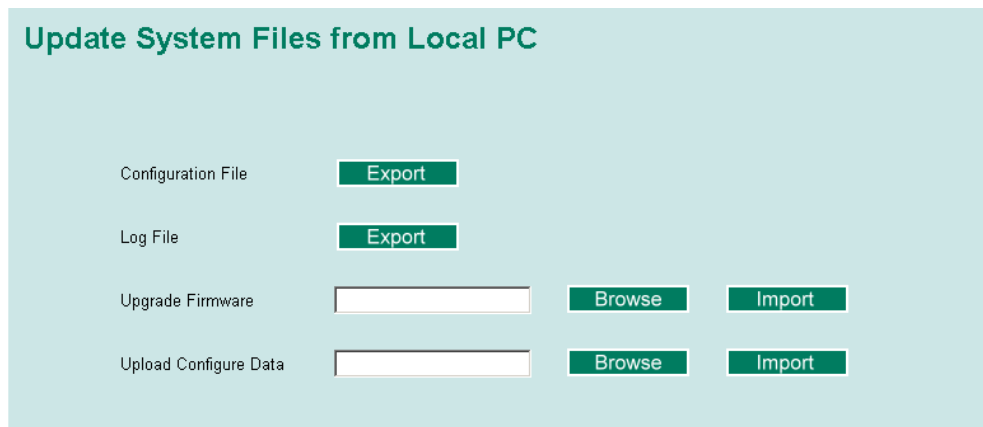 Update System Files from Local PC
Configuration File Export
Log File Export
Upgrade Firmware Browse Import
Upload Configure Data Browse Import